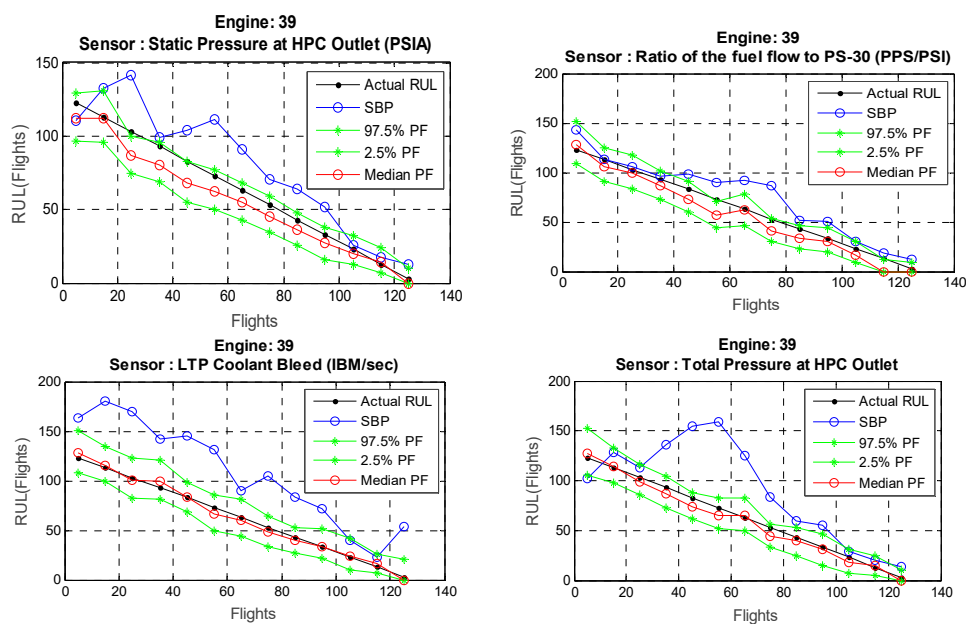 Engine: 39
Sensor : Static Pressure at HPC Outlet (PSIA)
150
100
50
0
RUL(Flights)
0 20 40 60 80 100 120 140
Flights
Actual RUL
SBP
97.5% PF
2.5% PF
Median PF
Engine: 39
Sensor : Ratio of the fuel flow to PS-30 (PPS/PSI)
200
150
100
50
0
RUL(Flights)
0 20 40 60 80 100 120 140
Flights
Actual RUL
SBP
97.5% PF
2.5% PF
Median PF
Engine: 39
Sensor : LTP Coolant Bleed (IBM/sec)
200
150
100
50
0
RUL(Flights)
0 20 40 60 80 100 120 140
Flights
Actual RUL
SBP
97.5% PF
2.5% PF
Median PF
Engine: 39
Sensor : Total Pressure at HPC Outlet
200
150
100
50
0
RUL(Flights)
0 20 40 60 80 100 120 140
Flights
Actual RUL
SBP
97.5% PF
2.5% PF
Median PF